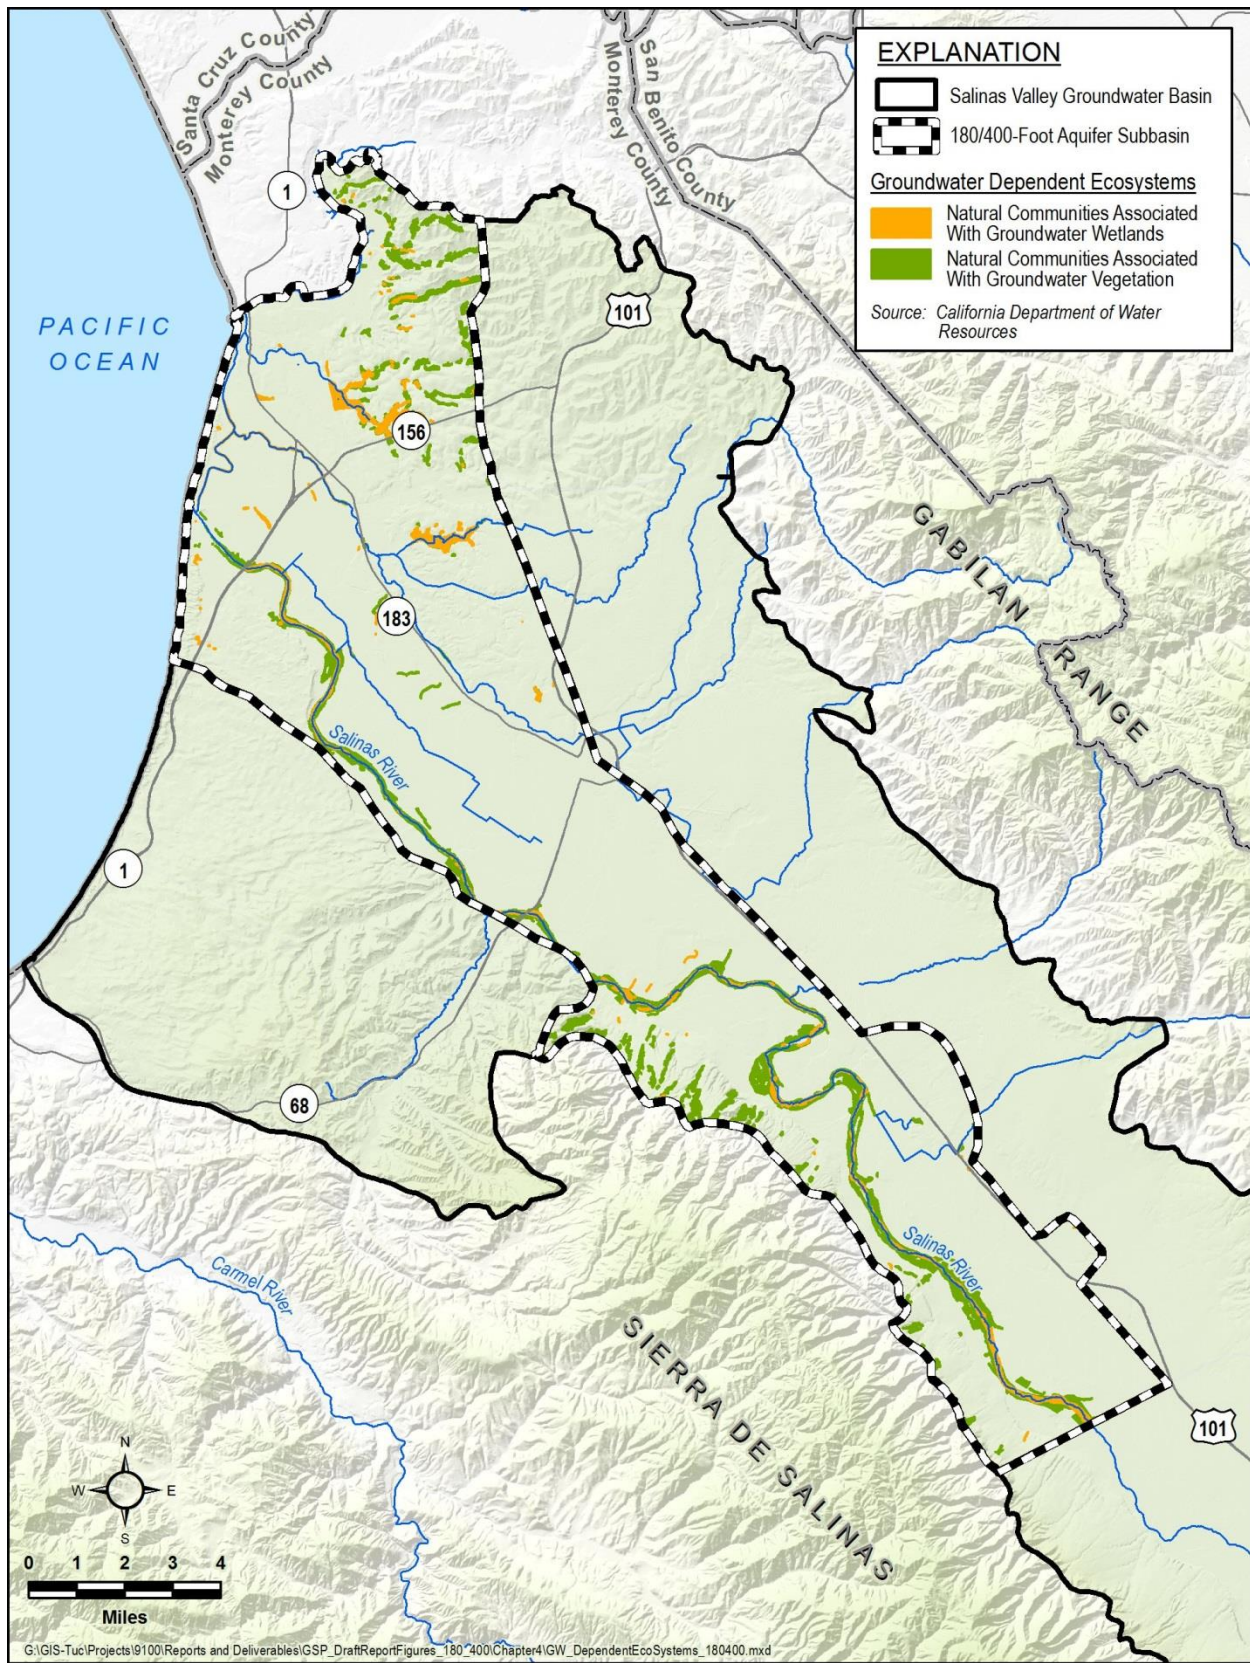 Santa Cruz County
Monterey County
Monterey County
San Benito County
EXPLANATION
Salinas Valley Groundwater Basin
180/400-Foot Aquifer Subbasin
Groundwater Dependent Ecosystems
Natural Communities Associated
With Groundwater Wetlands
Natural Communities Associated
With Groundwater Vegetation
Source: California Department of Water
Resources
1
101
PACIFIC
OCEAN
156
GABILAN
RANGE
183
Salinas River
1
68
Salinas River
Carmel River
SIERRA DE SALINAS
101
N
W
E
S
0 1 2 3 4
Miles
G:\GIS-Tuc\Projects\9100\Reports and Deliverables\GSP_DraftReportFigures_180_400\Chapter4\GW_DependentEcoSystems_180400.mxd